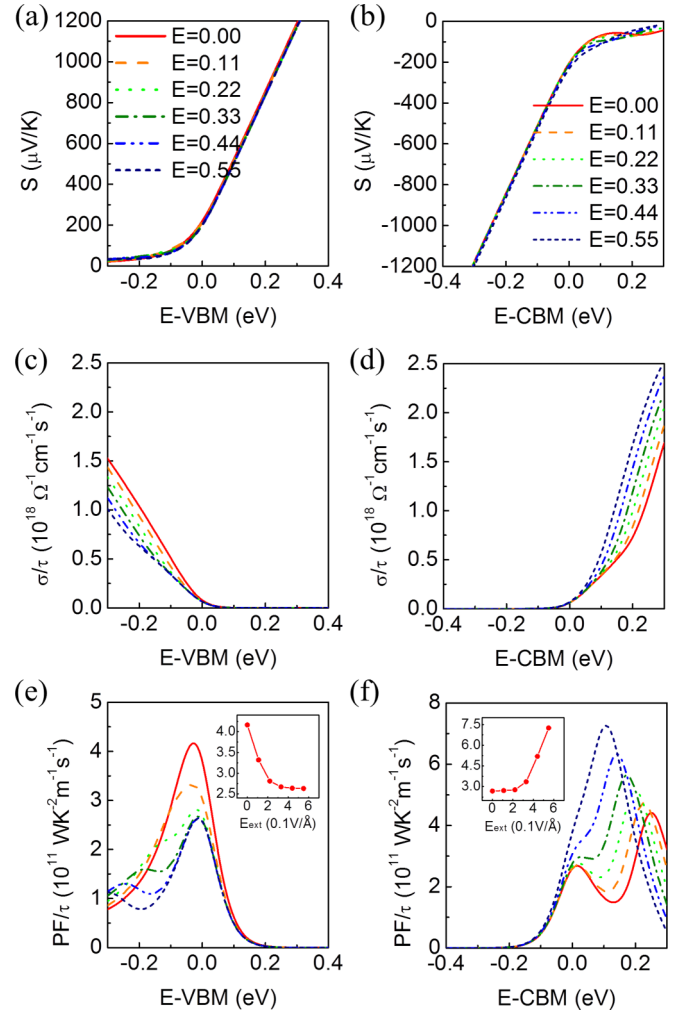 (a)
1200
1000
800
600
400
200
0
S (μV/K)
E=0.00
E=0.11
E=0.22
E=0.33
E=0.44
E=0.55
-0.2 0.0 0.2 0.4
E-VBM (eV)
(b)
0
-200
-400
-600
-800
-1000
-1200
S (μV/K)
E=0.00
E=0.11
E=0.22
E=0.33
E=0.44
E=0.55
-0.4 -0.2 0.0 0.2
E-CBM (eV)
(c)
2.5
2.0
1.5
1.0
0.5
0.0
σ/τ (10¹⁸ Ω⁻¹cm⁻¹s⁻¹)
-0.2 0.0 0.2 0.4
E-VBM (eV)
(d)
2.5
2.0
1.5
1.0
0.5
0.0
σ/τ (10¹⁸ Ω⁻¹cm⁻¹s⁻¹)
-0.4 -0.2 0.0 0.2
E-CBM (eV)
(e)
5
4
3
2
1
0
PF/τ (10¹¹ WK⁻²m⁻¹s⁻¹)
4.0
3.5
3.0
2.5
0 2 4 6
Eext (0.1V/Å)
-0.2 0.0 0.2 0.4
E-VBM (eV)
(f)
8
6
4
2
0
PF/τ (10¹¹ WK⁻²m⁻¹s⁻¹)
7.5
6.0
4.5
3.0
0 2 4 6
Eext (0.1V/Å)
-0.4 -0.2 0.0 0.2
E-CBM (eV)